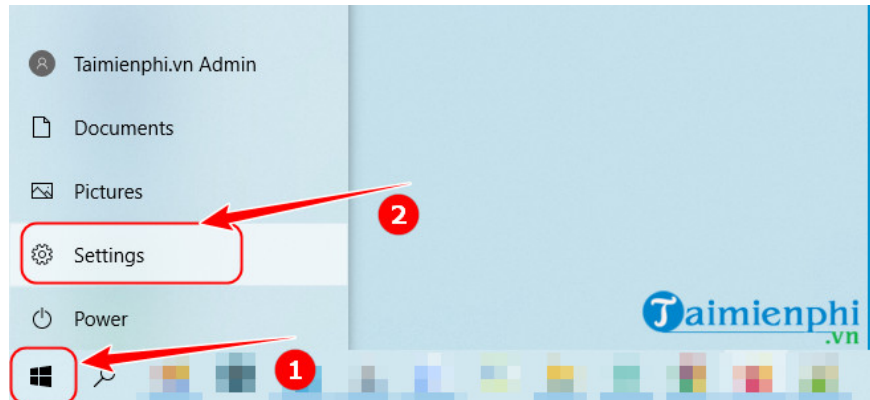 Taimienphi.vn Admin
Documents
Pictures
2
Settings
Power
Taimienphi
.vn
1